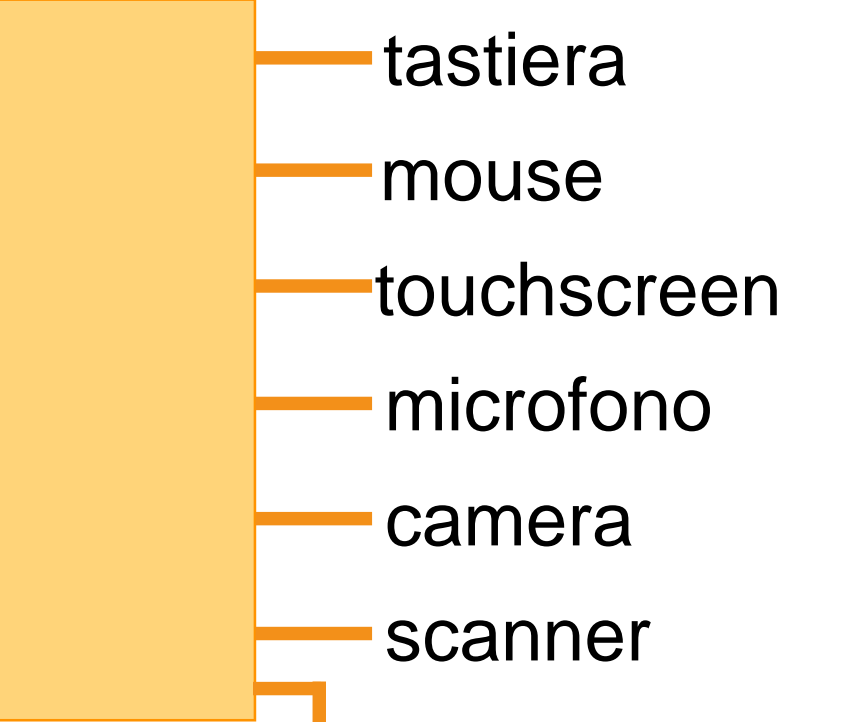 tastiera
mouse
touchscreen
microfono
camera
scanner